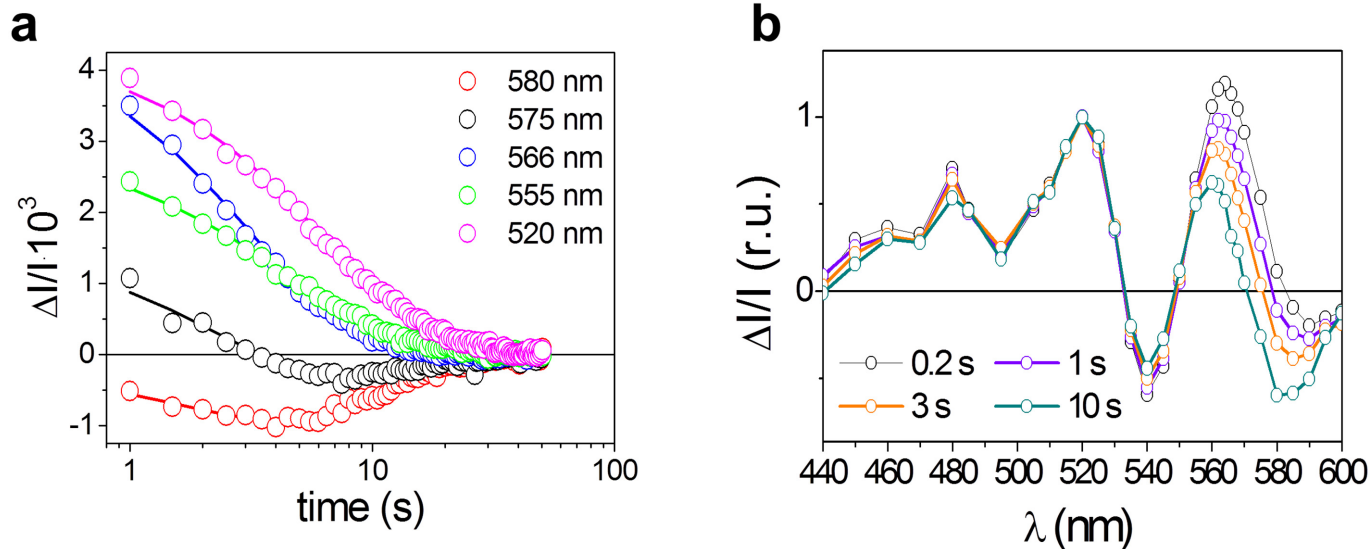 a
ΔI/I·10³
4
3
2
1
0
-1
580 nm
575 nm
566 nm
555 nm
520 nm
1
10
100
time (s)
b
ΔI/I (r.u.)
1
0
0.2 s
1 s
3 s
10 s
440 460 480 500 520 540 560 580 600
λ (nm)